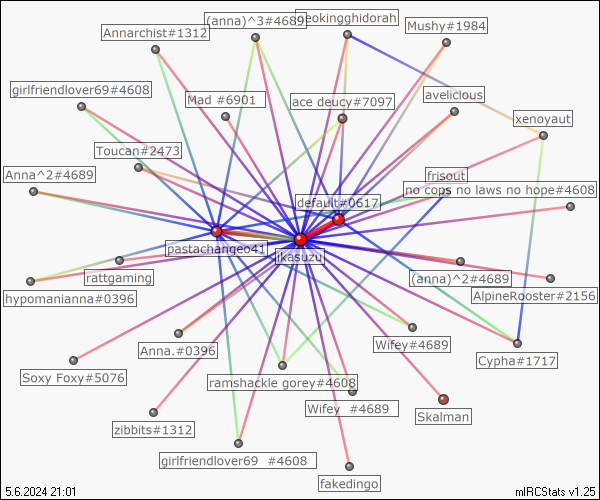 (anna)^3#4689
neokingghidorah
Mushy#1984
Annarchist#1312
girlfriendlover69#4608
Mad #6901
ace deucy#7097
avelicious
xenoyaut
Toucan#2473
Anna^2#4689
frisout
no cops no laws no hope#4608
default#0617
pastachangeo41
ikasuzu
rattgaming
(anna)^2#4689
AlpineRooster#2156
hypomanianna#0396
Anna.#0396
Wifey#4689
Cypha#1717
Soxy Foxy#5076
ramshackle gorey#4608
Wifey  #4689
Skalman
zibbits#1312
girlfriendlover69  #4608
fakedingo
5.6.2024 21:01
mIRCStats v1.25